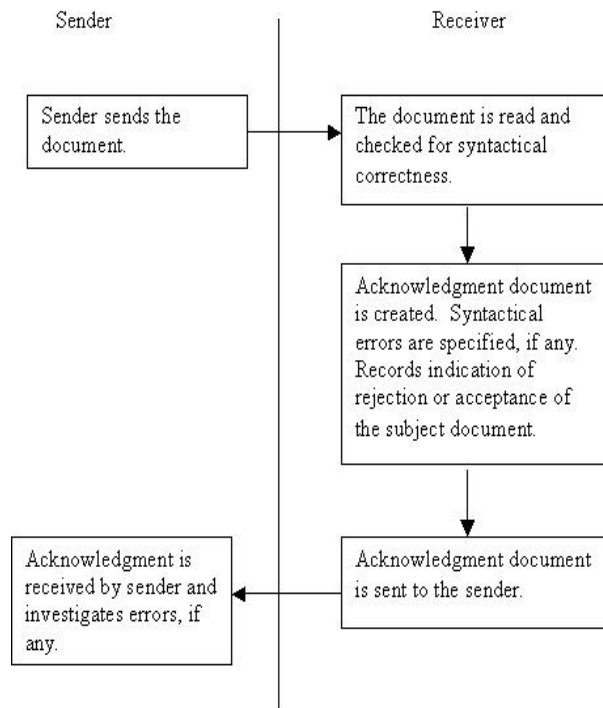 Sender
Receiver
Sender sends the
document.
The document is read and
checked for syntactical
correctness.
Acknowledgment document
is created.  Syntactical
errors are specified, if any.
Records indication of
rejection or acceptance of
the subject document.
Acknowledgment document
is sent to the sender.
Acknowledgment is
received by sender and
investigates errors, if
any.